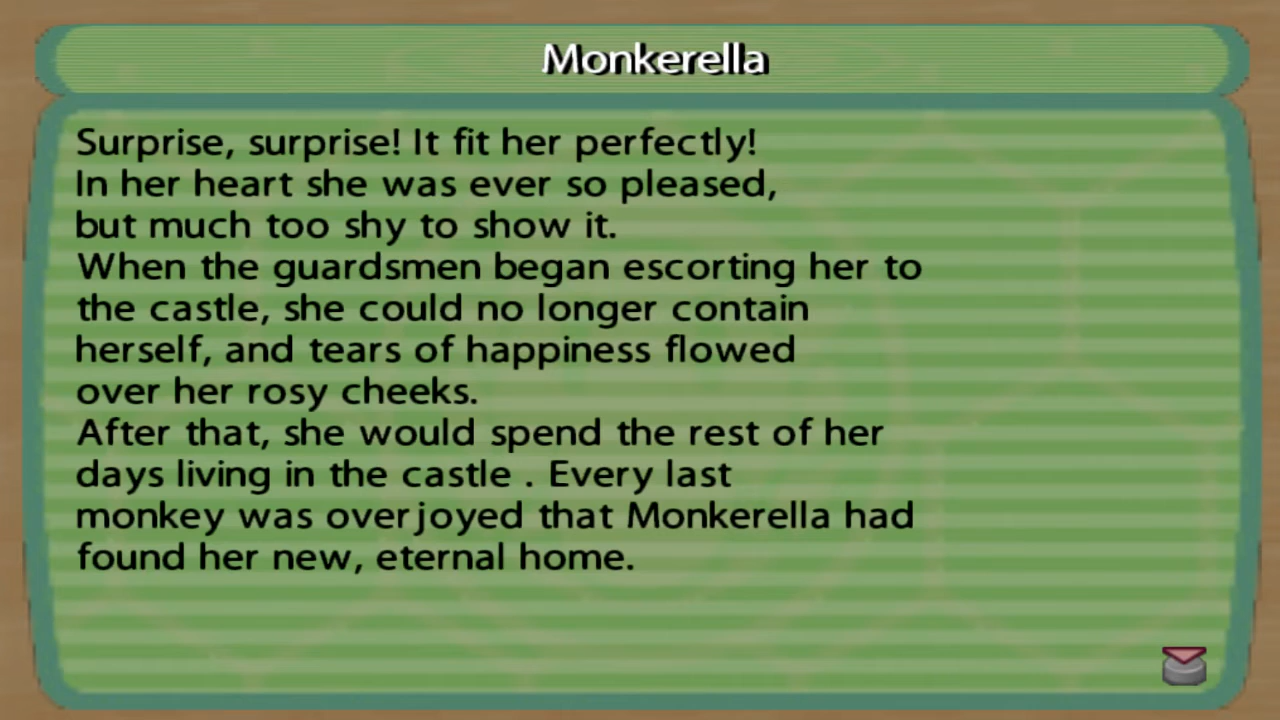 Monkerella
Surprise, surprise! It fit her perfectly!
In her heart she was ever so pleased,
but much too shy to show it.
When the guardsmen began escorting her to
the castle, she could no longer contain
herself, and tears of happiness flowed
over her rosy cheeks.
After that, she would spend the rest of her
days living in the castle . Every last
monkey was overjoyed that Monkerella had
found her new, eternal home.